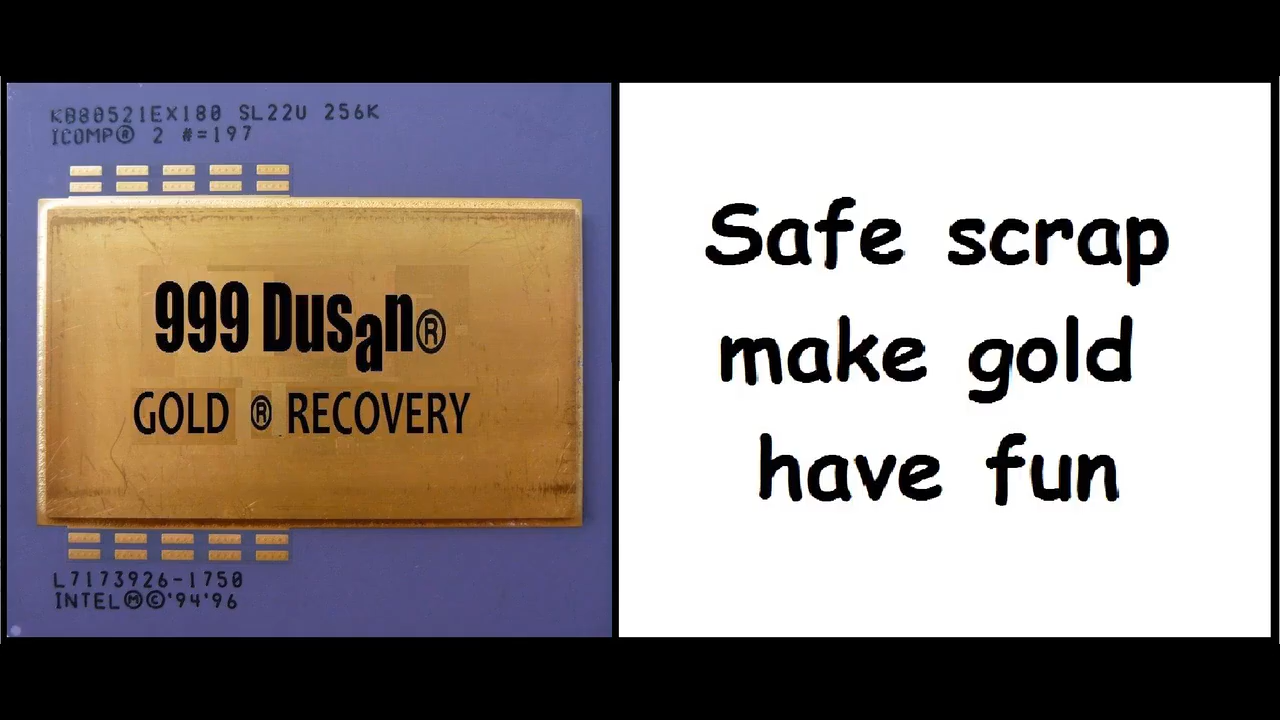 KB80521EX180 SL22U 256K
ICOMP® 2 #=197
999 Dusan®
GOLD ® RECOVERY
L7173926-1750
INTELⓂ©'94'96
Safe scrap
make gold
have fun